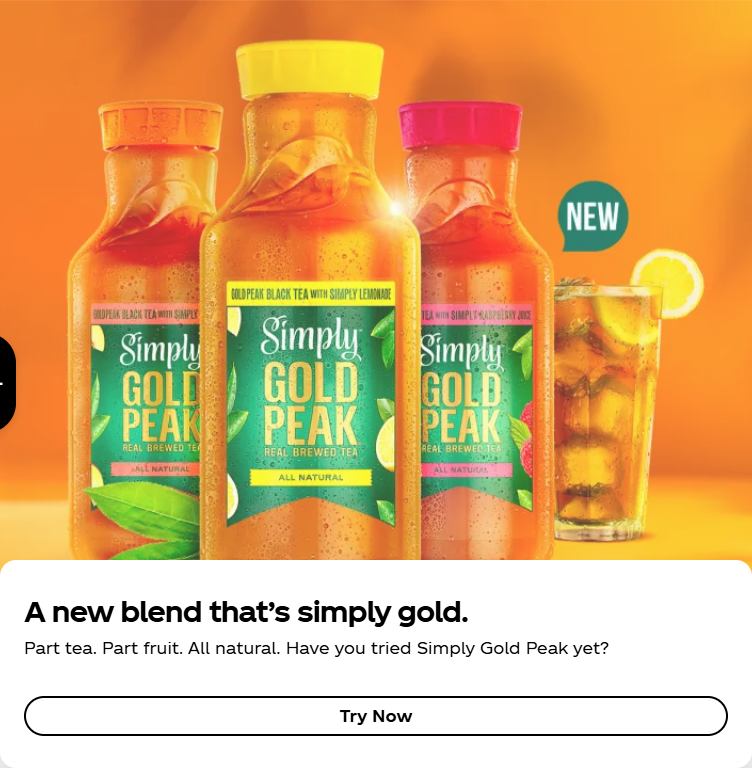 NEW
GOLD PEAK BLACK TEA WITH SIMPLY
Simply
GOLD
PEAK
REAL BREWED TEA
ALL NATURAL
GOLD PEAK BLACK TEA WITH SIMPLY LEMONADE
Simply
GOLD
PEAK
REAL BREWED TEA
ALL NATURAL
TEA WITH SIMPLY RASPBERRY JUICE
Simply
GOLD
PEAK
REAL BREWED TEA
ALL NATURAL
A new blend that’s simply gold.
Part tea. Part fruit. All natural. Have you tried Simply Gold Peak yet?
Try Now